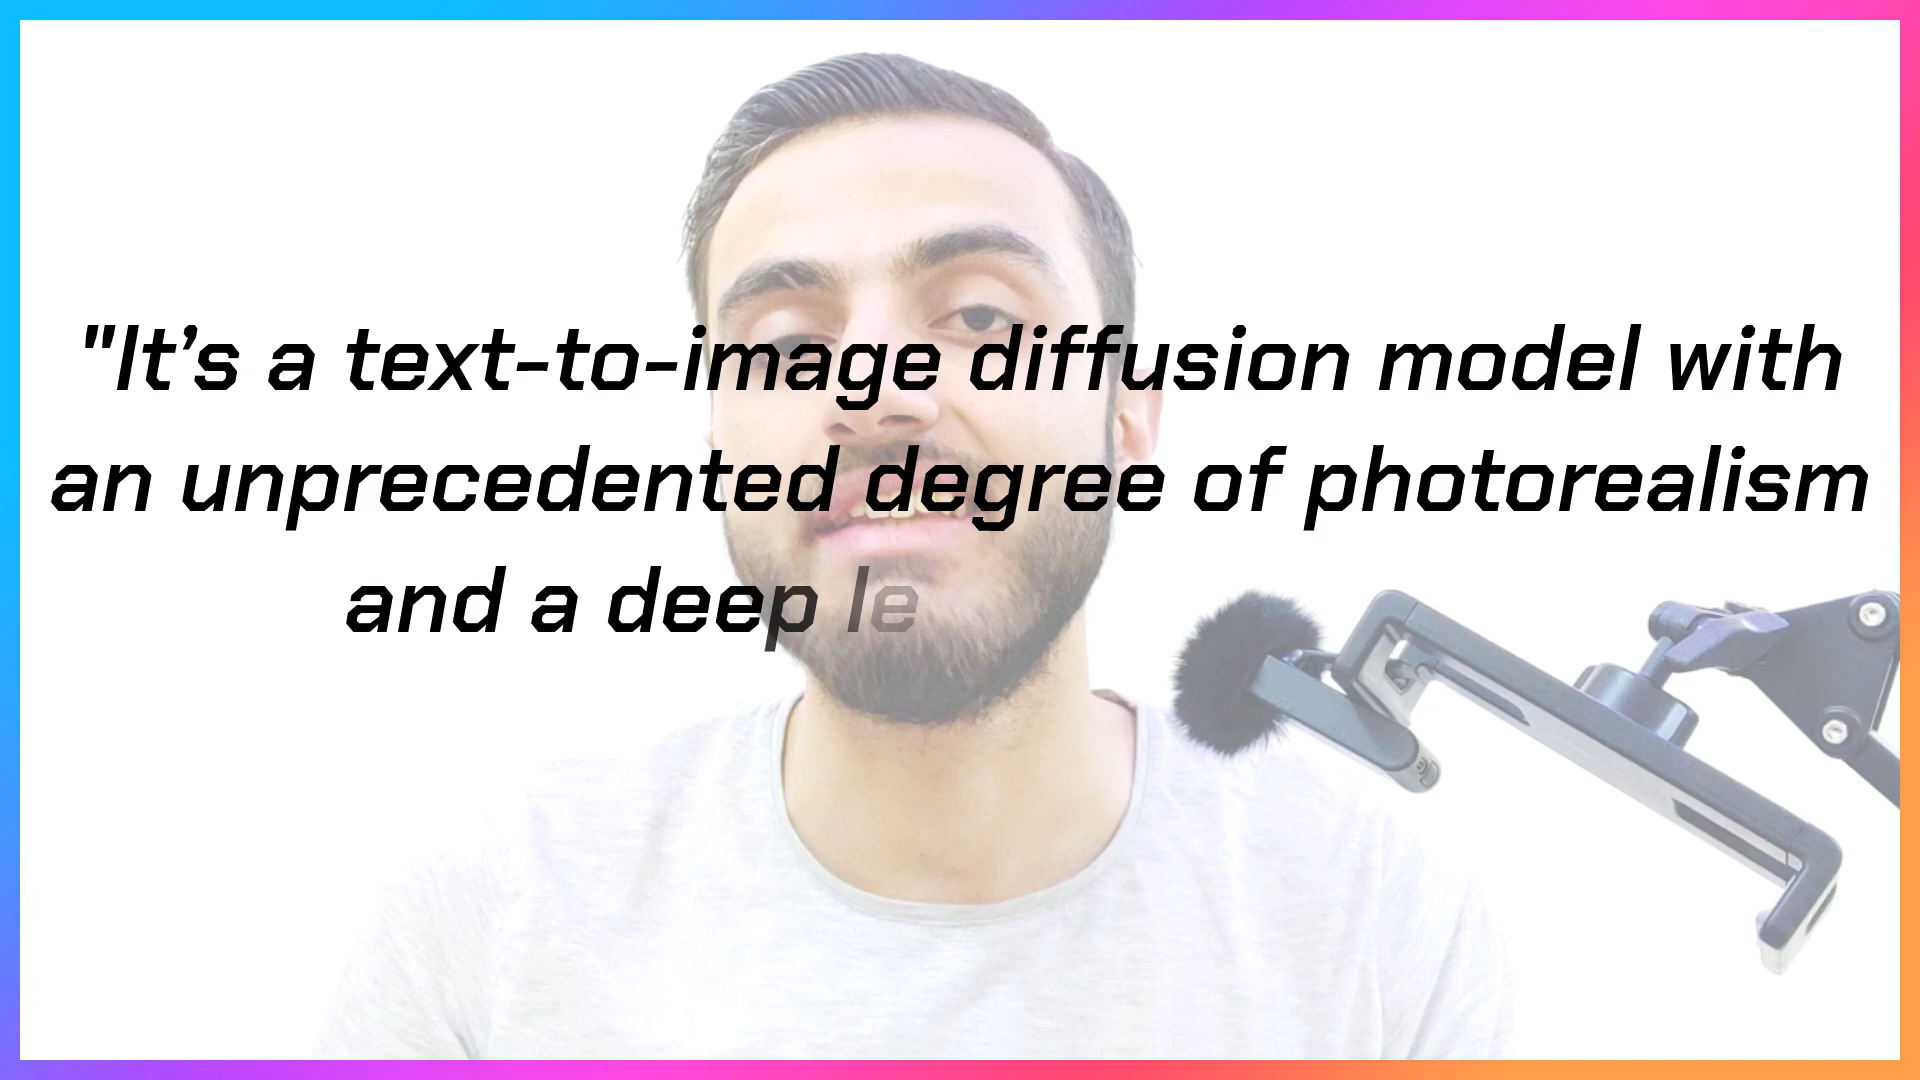 "It's a text-to-image diffusion model with
an unprecedented degree of photorealism
and a deep le